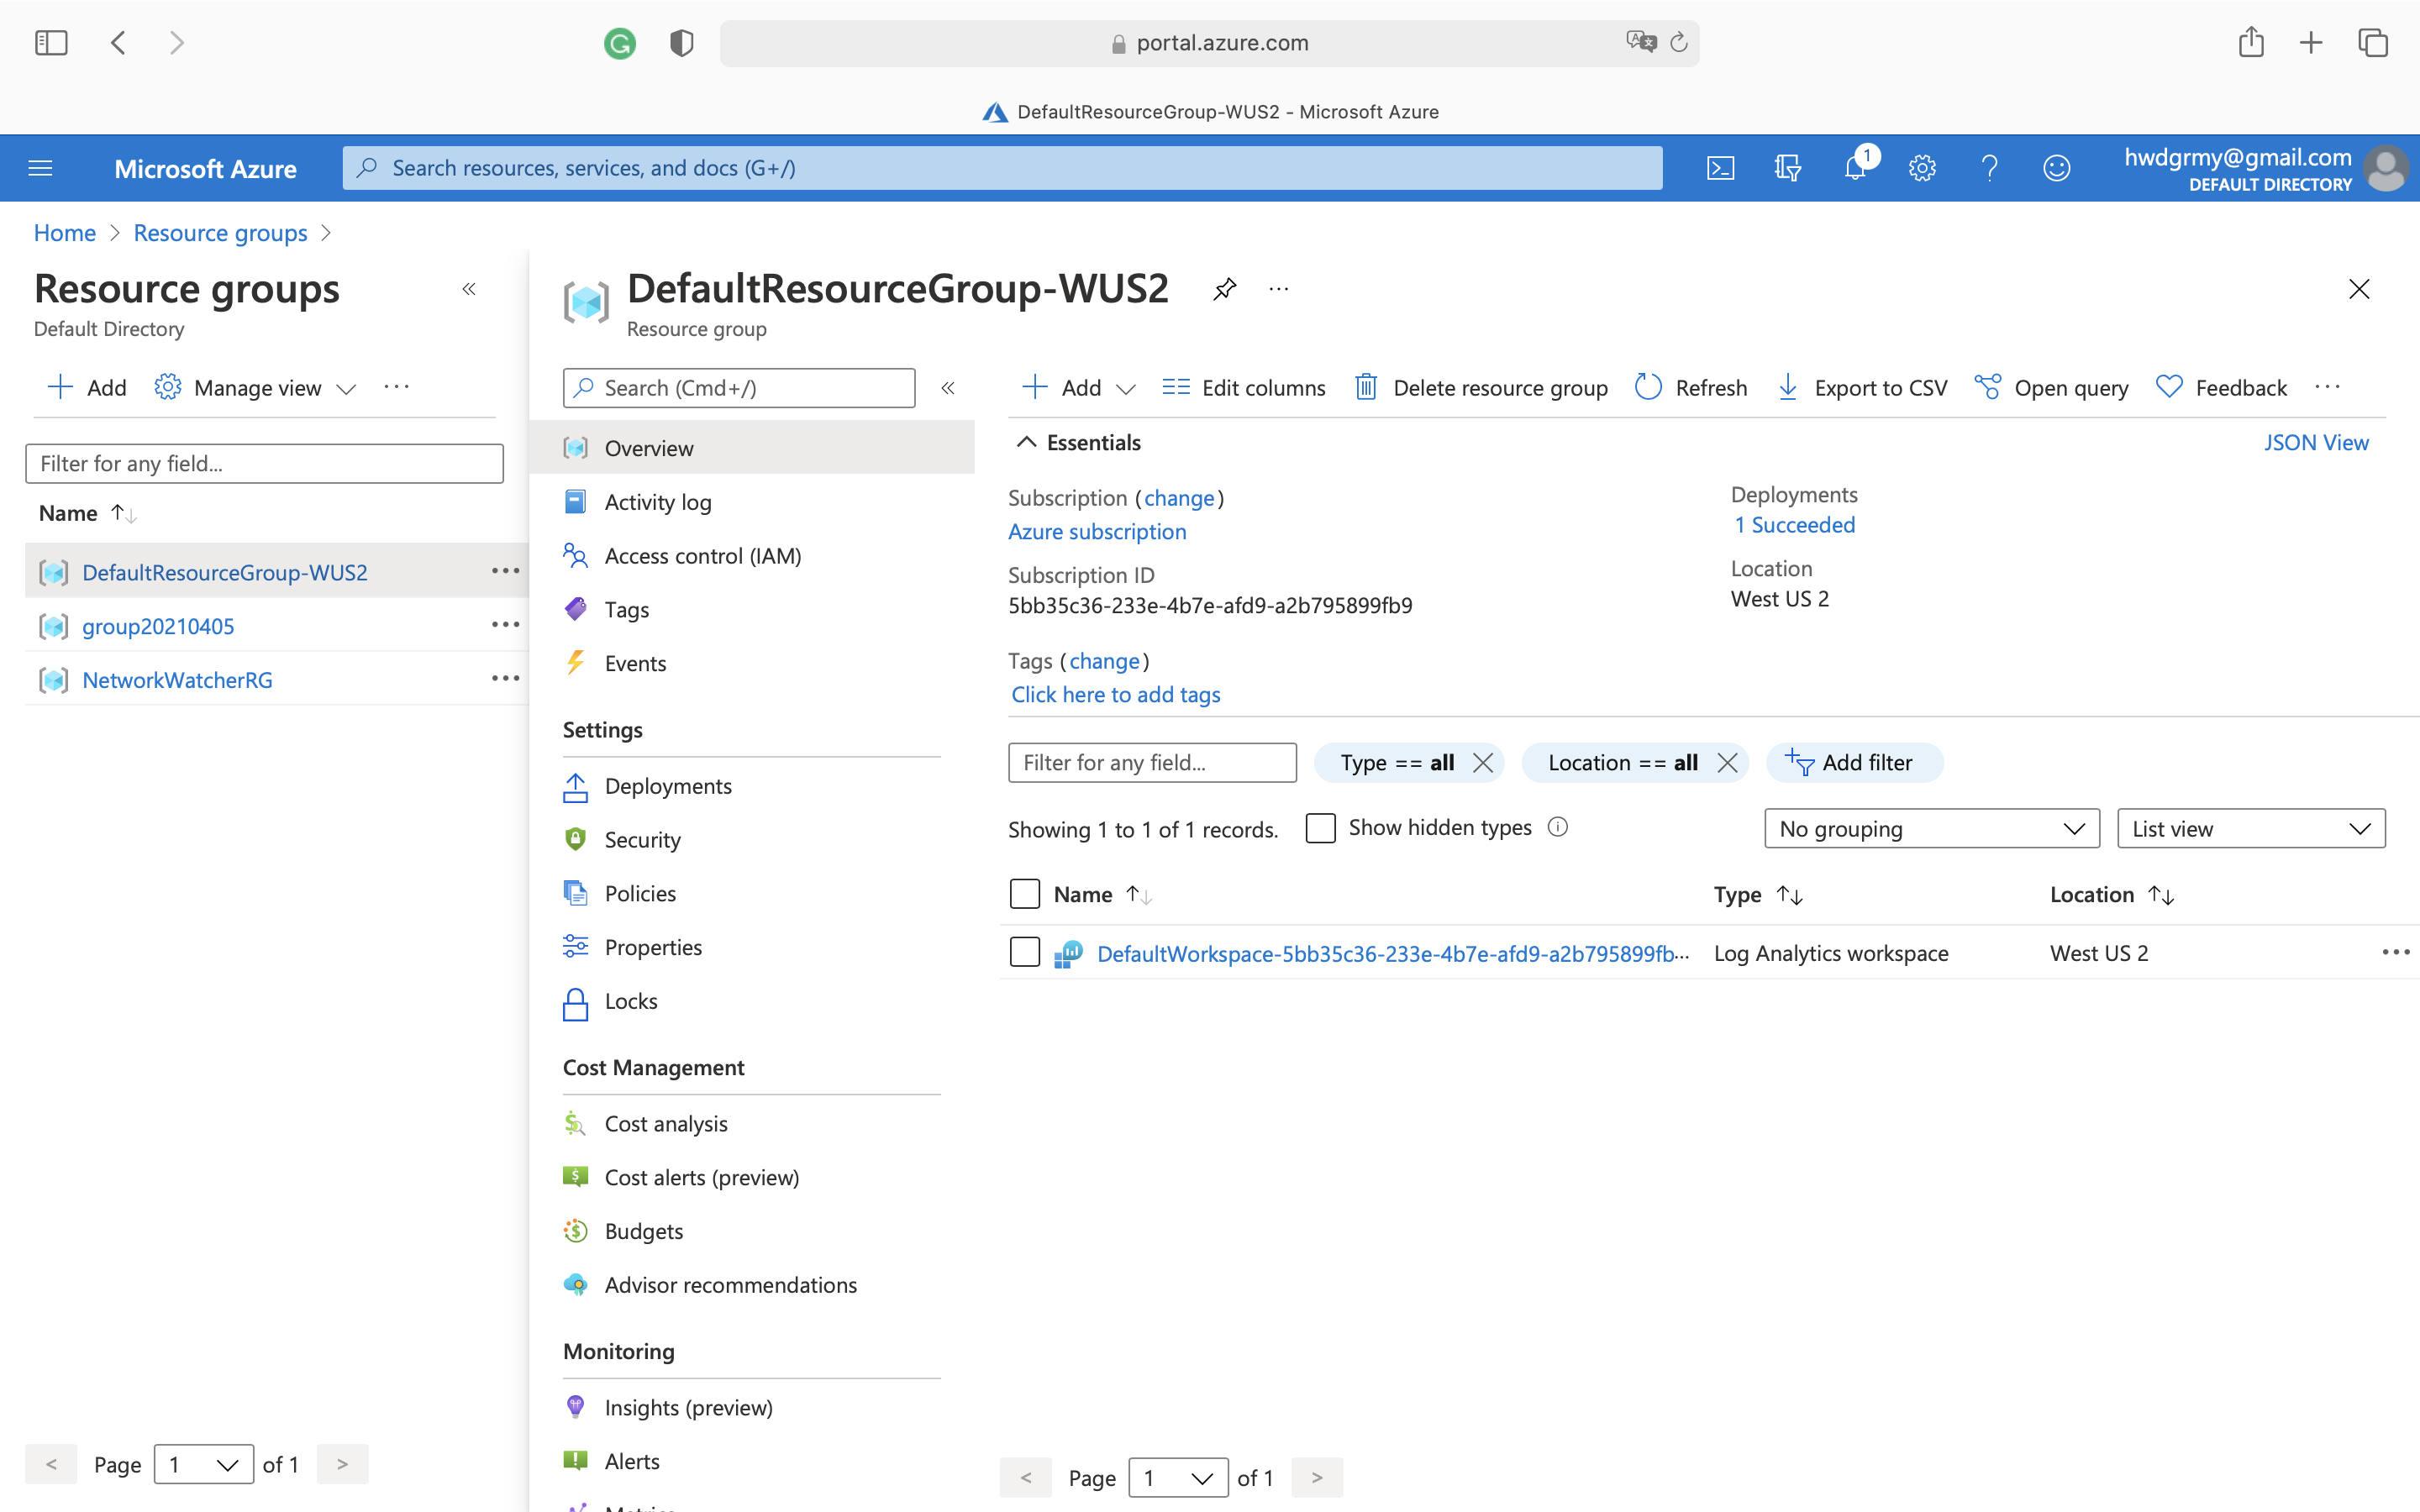 portal.azure.com
DefaultResourceGroup-WUS2 - Microsoft Azure
Microsoft Azure
Search resources, services, and docs (G+/)
1
hwdgrmy@gmail.com
DEFAULT DIRECTORY
Home > Resource groups >
Resource groups
Default Directory
Add
Manage view
Filter for any field...
Name
DefaultResourceGroup-WUS2
group20210405
NetworkWatcherRG
< Page 1 of 1 >
DefaultResourceGroup-WUS2
Resource group
Search (Cmd+/)
Overview
Activity log
Access control (IAM)
Tags
Events
Settings
Deployments
Security
Policies
Properties
Locks
Cost Management
Cost analysis
Cost alerts (preview)
Budgets
Advisor recommendations
Monitoring
Insights (preview)
Alerts
Add
Edit columns
Delete resource group
Refresh
Export to CSV
Open query
Feedback
Essentials
JSON View
Subscription (change)
Azure subscription
Subscription ID
5bb35c36-233e-4b7e-afd9-a2b795899fb9
Deployments
1 Succeeded
Location
West US 2
Tags (change)
Click here to add tags
Filter for any field...
Type == all
Location == all
Add filter
Showing 1 to 1 of 1 records.
Show hidden types
No grouping
List view
Name
Type
Location
DefaultWorkspace-5bb35c36-233e-4b7e-afd9-a2b795899fb...
Log Analytics workspace
West US 2
< Page 1 of 1 >